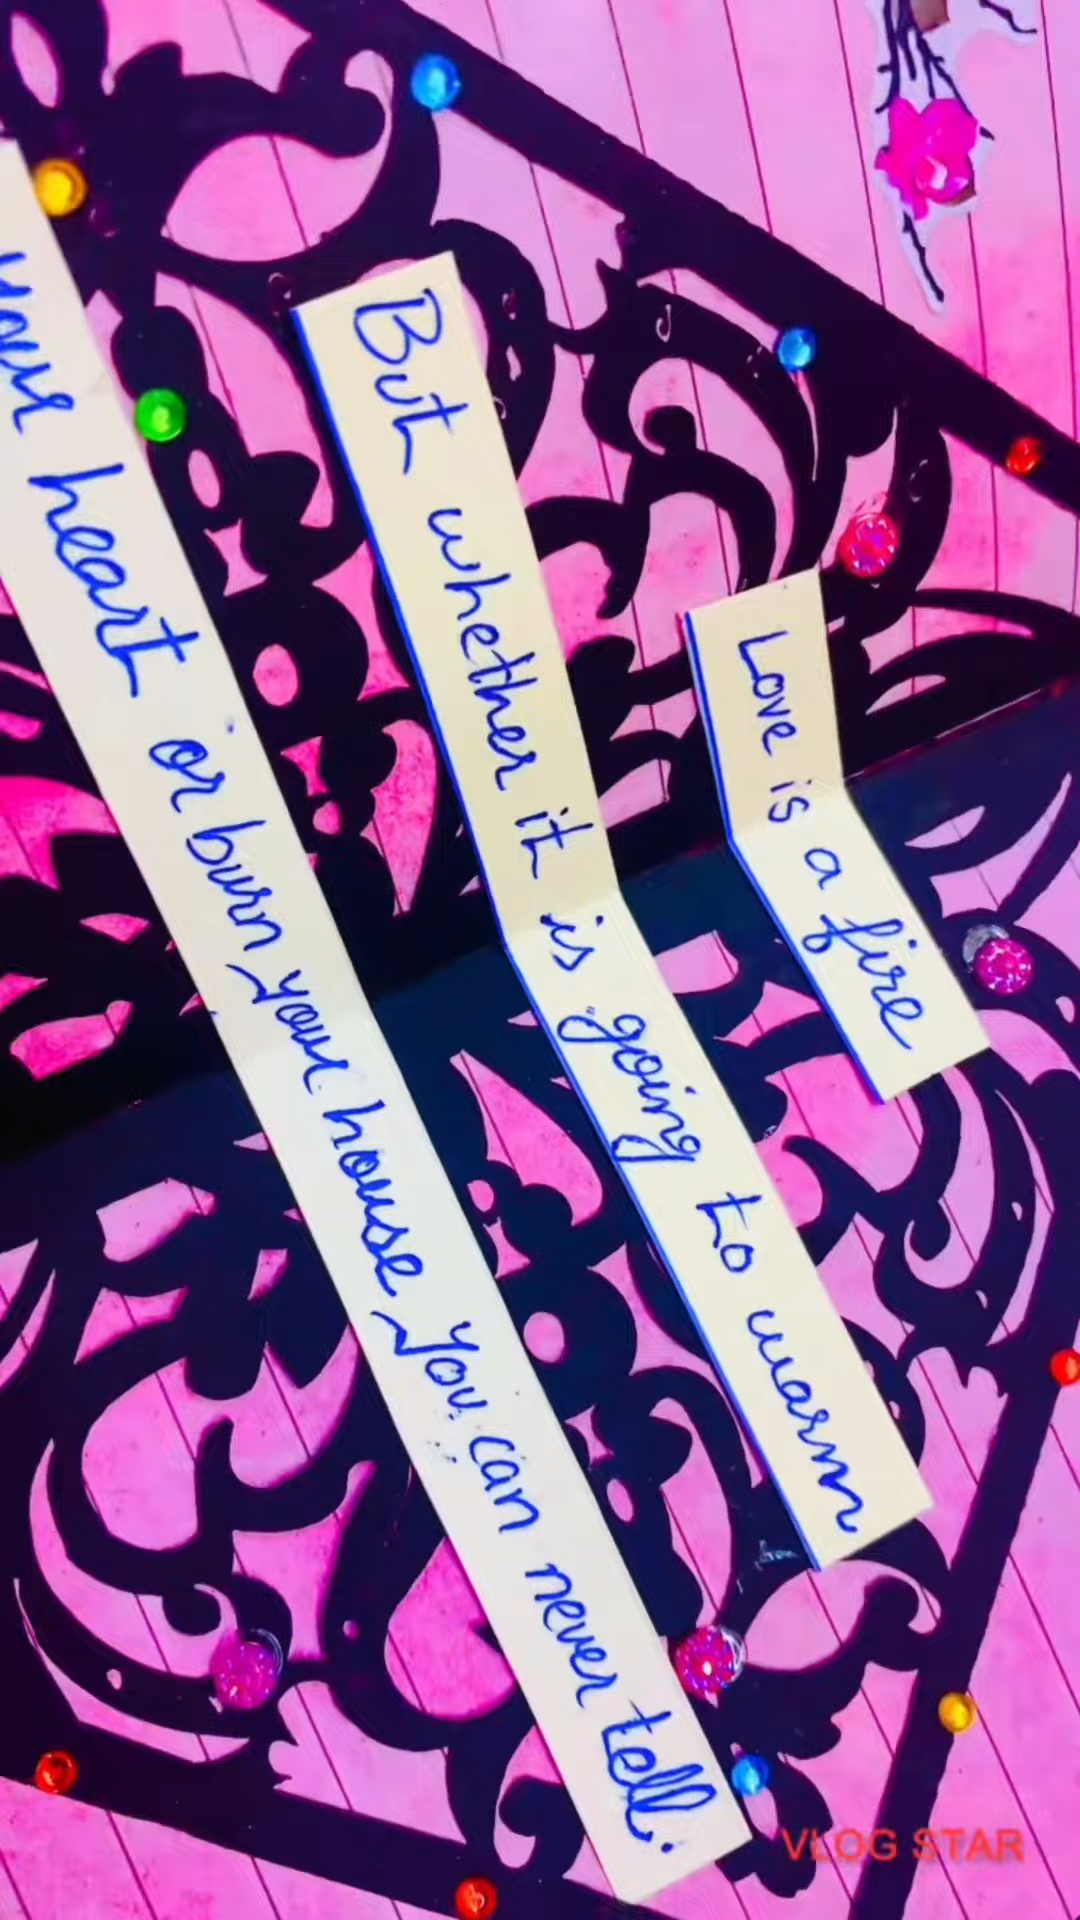 Love is a fire
But whether it is going to warm
your heart or burn your house, You can never tell.
VLOG STAR